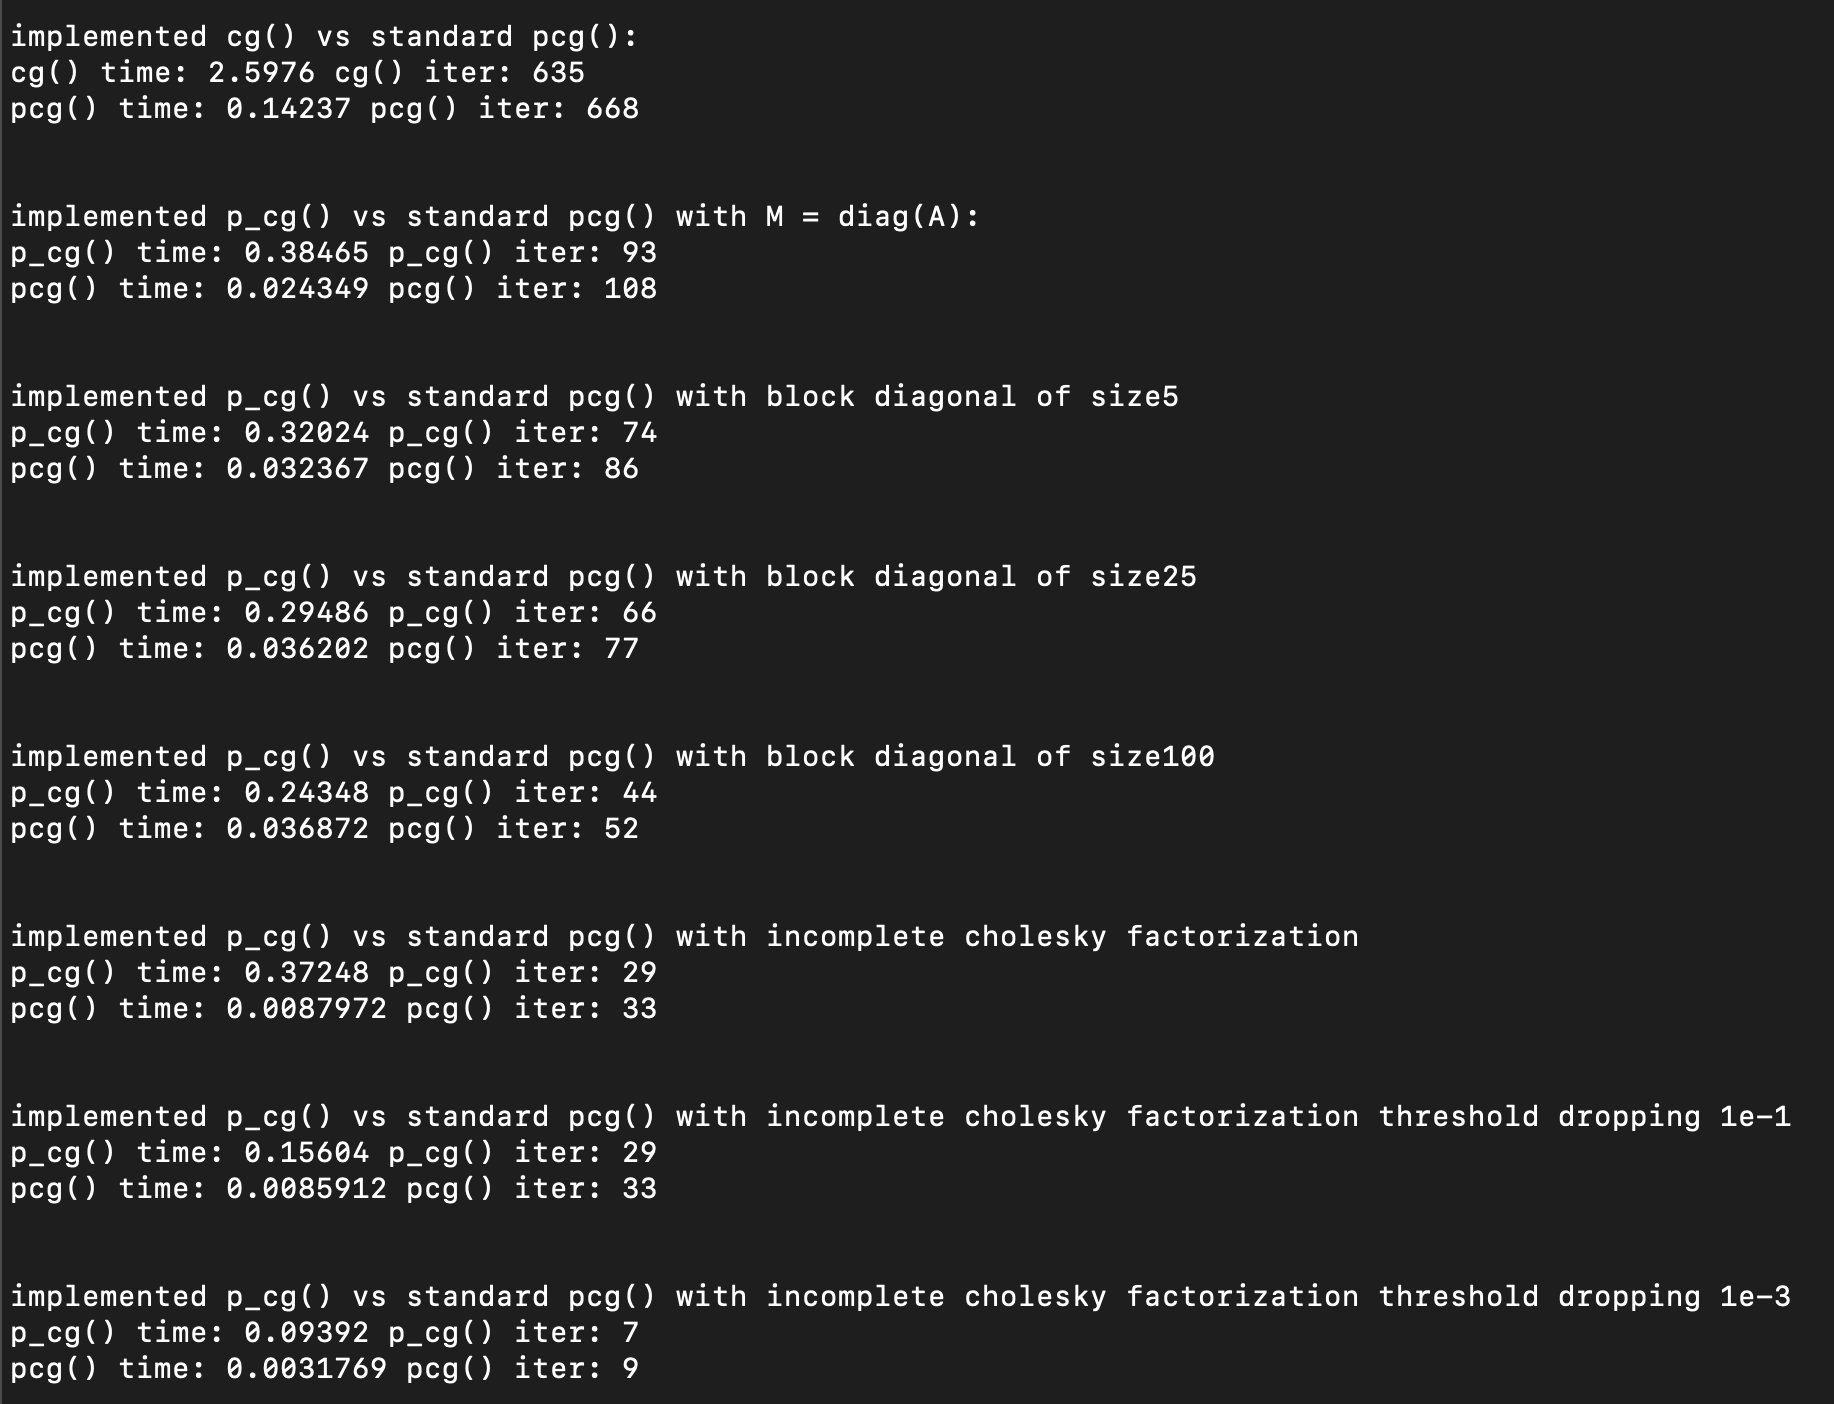 implemented cg() vs standard pcg():
cg() time: 2.5976 cg() iter: 635
pcg() time: 0.14237 pcg() iter: 668
implemented p_cg() vs standard pcg() with M = diag(A):
p_cg() time: 0.38465 p_cg() iter: 93
pcg() time: 0.024349 pcg() iter: 108
implemented p_cg() vs standard pcg() with block diagonal of size5
p_cg() time: 0.32024 p_cg() iter: 74
pcg() time: 0.032367 pcg() iter: 86
implemented p_cg() vs standard pcg() with block diagonal of size25
p_cg() time: 0.29486 p_cg() iter: 66
pcg() time: 0.036202 pcg() iter: 77
implemented p_cg() vs standard pcg() with block diagonal of size100
p_cg() time: 0.24348 p_cg() iter: 44
pcg() time: 0.036872 pcg() iter: 52
implemented p_cg() vs standard pcg() with incomplete cholesky factorization
p_cg() time: 0.37248 p_cg() iter: 29
pcg() time: 0.0087972 pcg() iter: 33
implemented p_cg() vs standard pcg() with incomplete cholesky factorization threshold dropping 1e-1
p_cg() time: 0.15604 p_cg() iter: 29
pcg() time: 0.0085912 pcg() iter: 33
implemented p_cg() vs standard pcg() with incomplete cholesky factorization threshold dropping 1e-3
p_cg() time: 0.09392 p_cg() iter: 7
pcg() time: 0.0031769 pcg() iter: 9